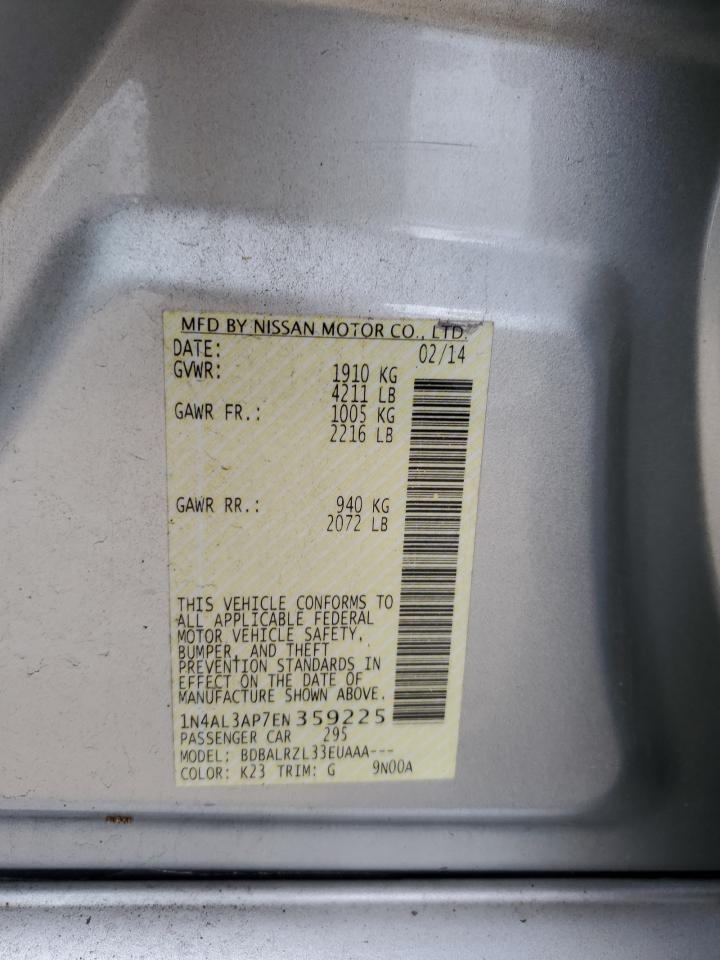 MFD BY NISSAN MOTOR CO., LTD.
DATE: 02/14
GVWR: 1910 KG
4211 LB
GAWR FR.: 1005 KG
2216 LB
GAWR RR.: 940 KG
2072 LB
THIS VEHICLE CONFORMS TO
ALL APPLICABLE FEDERAL
MOTOR VEHICLE SAFETY,
BUMPER, AND THEFT
PREVENTION STANDARDS IN
EFFECT ON THE DATE OF
MANUFACTURE SHOWN ABOVE.
1N4AL3AP7EN 359225
PASSENGER CAR 295
MODEL: BDBALRZL33EUAAA---
COLOR: K23 TRIM: G 9N00A